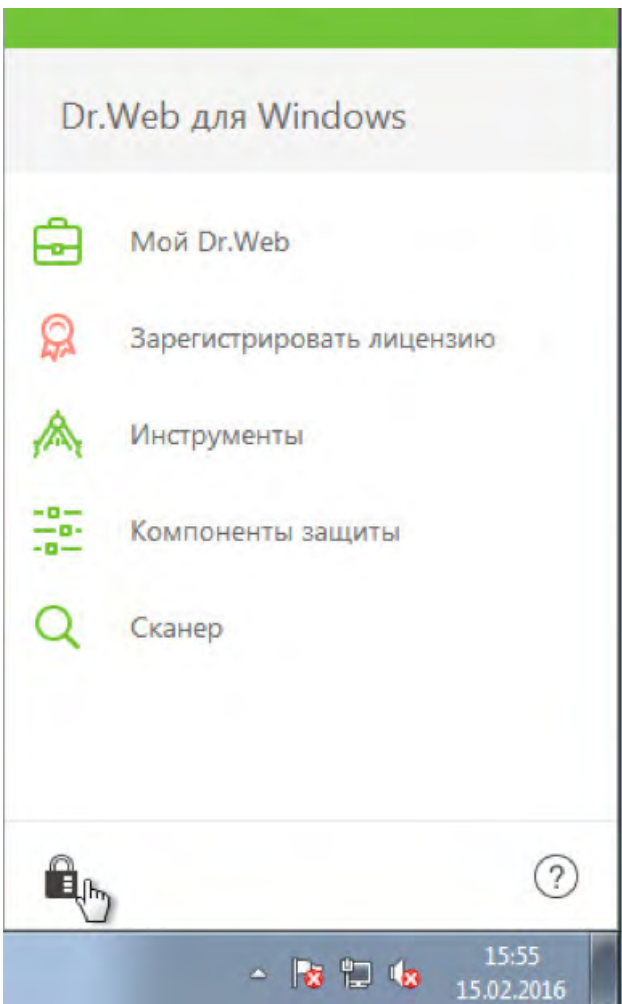 Dr.Web для Windows
Мой Dr.Web
Зарегистрировать лицензию
Инструменты
Компоненты защиты
Сканер
?
15:55
15.02.2016